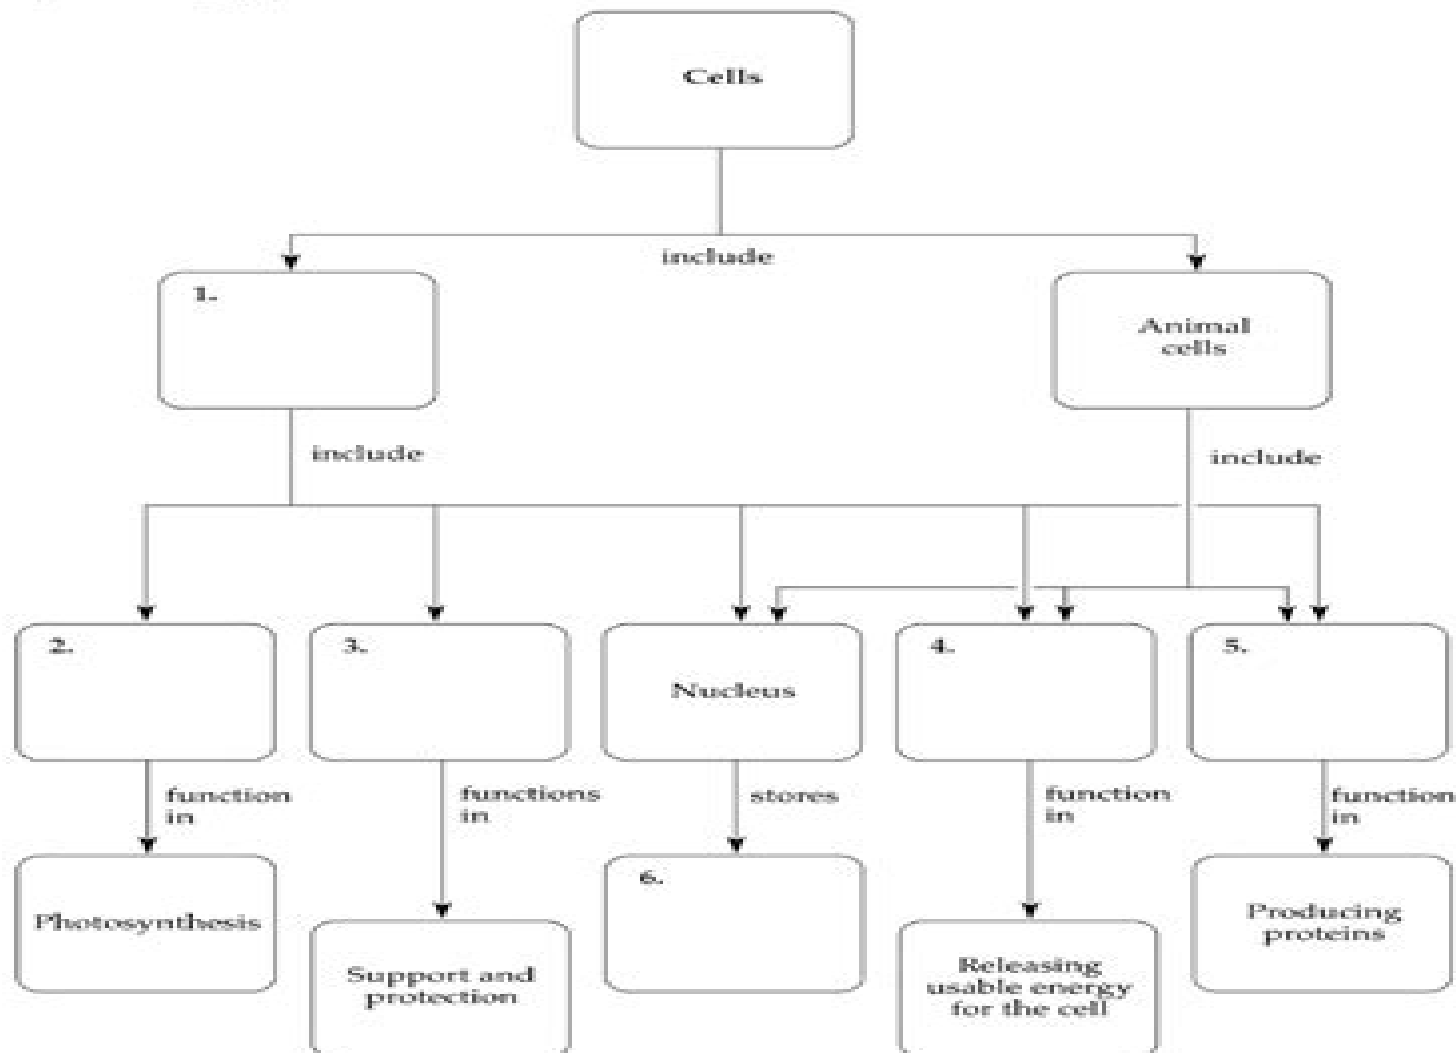 Cells
include
1.
Animal
cells
include
include
2.
3.
Nucleus
4.
5.
function
in
functions
in
stores
function
in
function
in
Photosynthesis
Support and
protection
6.
Releasing
usable energy
for the cell
Producing
proteins